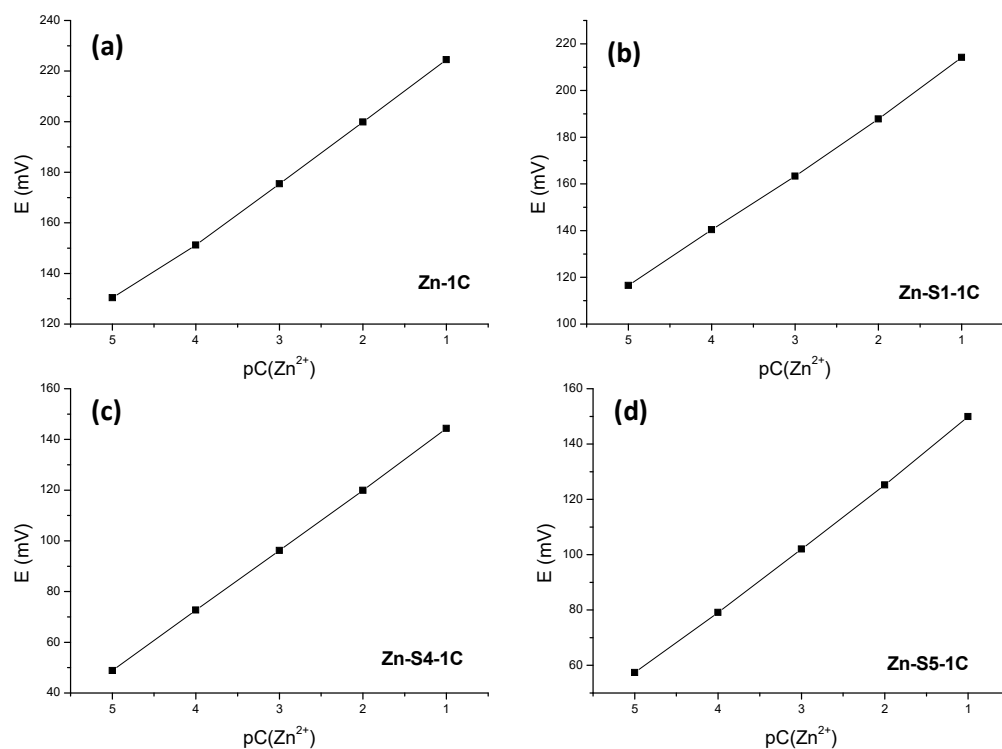 (a)
240
220
200
180
160
140
120
E (mV)
Zn-1C
5 4 3 2 1
pC(Zn²⁺)
(b)
220
200
180
160
140
120
100
E (mV)
Zn-S1-1C
5 4 3 2 1
pC(Zn²⁺)
(c)
160
140
120
100
80
60
40
E (mV)
Zn-S4-1C
5 4 3 2 1
pC(Zn²⁺)
(d)
160
140
120
100
80
60
E (mV)
Zn-S5-1C
5 4 3 2 1
pC(Zn²⁺)